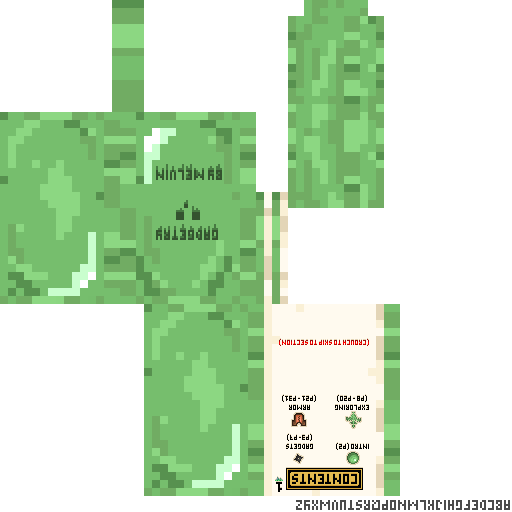 GADGETRY
BY MELVIN
1
CONTENTS
INTRO (P2)
GADGETS
(P3-P7)
EXPLORING
(P8-P20)
ARMOR
(P21-P31)
(CROUCH TO SKIP TO SECTION)
ABCDEFGHIJKLMNOPQRSTUVWXYZ